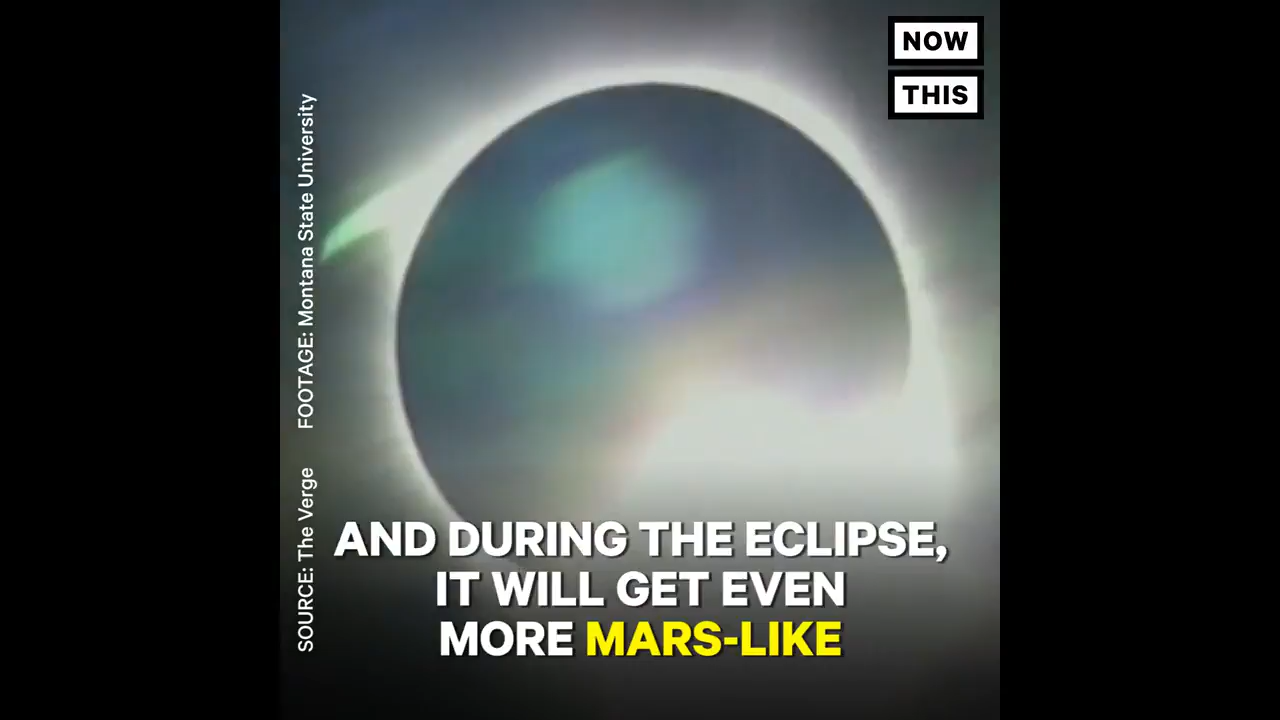 NOW
THIS
SOURCE: The Verge FOOTAGE: Montana State University
AND DURING THE ECLIPSE,
IT WILL GET EVEN
MORE MARS-LIKE